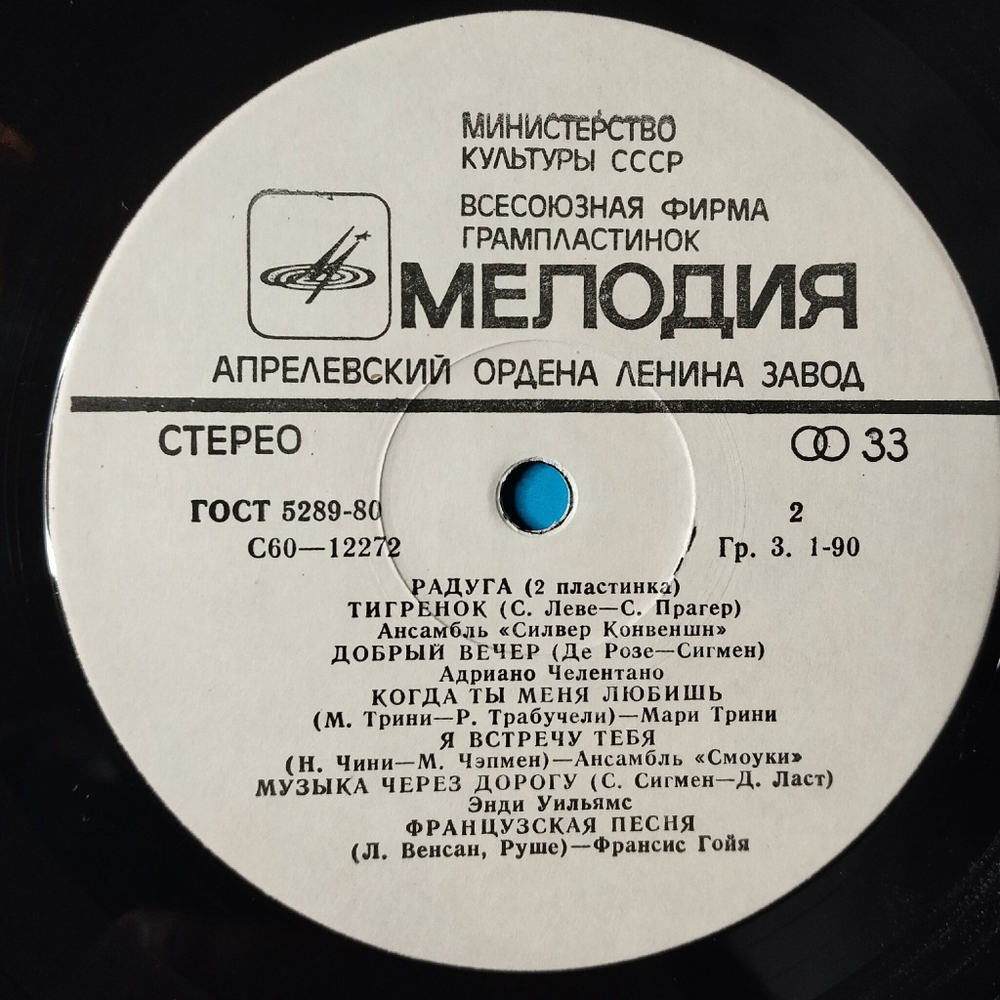 МИНИСТЕРСТВО
КУЛЬТУРЫ СССР
ВСЕСОЮЗНАЯ ФИРМА
ГРАМПЛАСТИНОК
МЕЛОДИЯ
АПРЕЛЕВСКИЙ ОРДЕНА ЛЕНИНА ЗАВОД
СТЕРЕО
33
ГОСТ 5289-80
2
С60—12272
Гр. 3. 1-90
РАДУГА (2 пластинка)
ТИГРЕНОК (С. Леве—С. Прагер)
Ансамбль «Силвер Конвеншн»
ДОБРЫЙ ВЕЧЕР (Де Розе—Сигмен)
Адриано Челентано
КОГДА ТЫ МЕНЯ ЛЮБИШЬ
(М. Трини—Р. Трабучели)—Мари Трини
Я ВСТРЕЧУ ТЕБЯ
(Н. Чини—М. Чэпмен)—Ансамбль «Смоуки»
МУЗЫКА ЧЕРЕЗ ДОРОГУ (С. Сигмен—Д. Ласт)
Энди Уильямс
ФРАНЦУЗСКАЯ ПЕСНЯ
(Л. Венсан, Руше)—Франсис Гойя